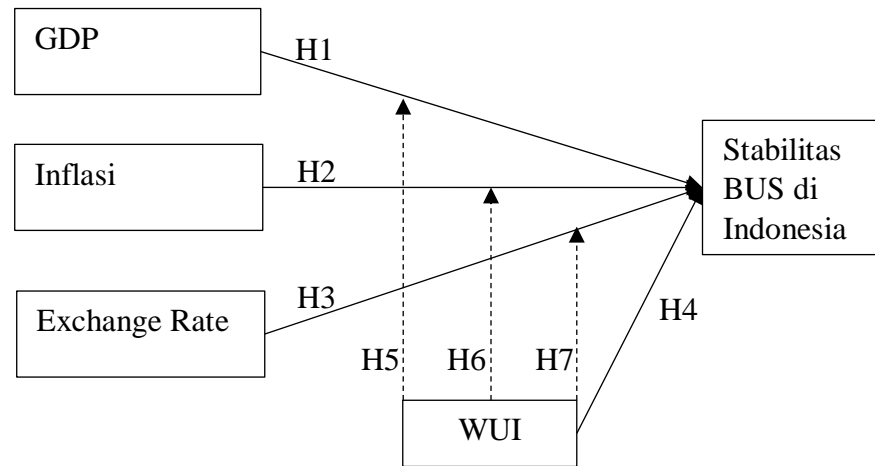 GDP
H1
Inflasi
H2
Stabilitas
BUS di
Indonesia
Exchange Rate
H3
H4
H5
H6
H7
WUI